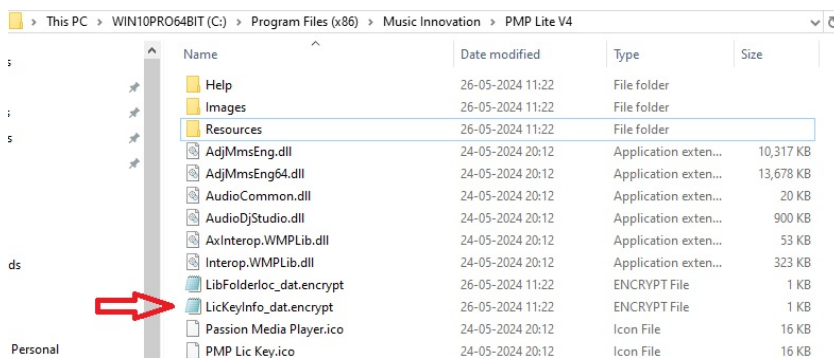 This PC > WIN10PRO64BIT (C:) > Program Files (x86) > Music Innovation > PMP Lite V4
Name Date modified Type Size
Help 26-05-2024 11:22 File folder
Images 26-05-2024 11:22 File folder
Resources 26-05-2024 11:22 File folder
AdjMmsEng.dll 24-05-2024 20:12 Application exten... 10,317 KB
AdjMmsEng64.dll 24-05-2024 20:12 Application exten... 13,678 KB
AudioCommon.dll 24-05-2024 20:12 Application exten... 20 KB
AudioDjStudio.dll 24-05-2024 20:12 Application exten... 900 KB
AxInterop.WMPLib.dll 24-05-2024 20:12 Application exten... 53 KB
ds Interop.WMPLib.dll 24-05-2024 20:12 Application exten... 323 KB
LibFolderloc_dat.encrypt 26-05-2024 11:22 ENCRYPT File 1 KB
LicKeyInfo_dat.encrypt 26-05-2024 11:22 ENCRYPT File 1 KB
Passion Media Player.ico 24-05-2024 20:12 Icon File 16 KB
Personal PMP Lic Key.ico 24-05-2024 20:12 Icon File 16 KB